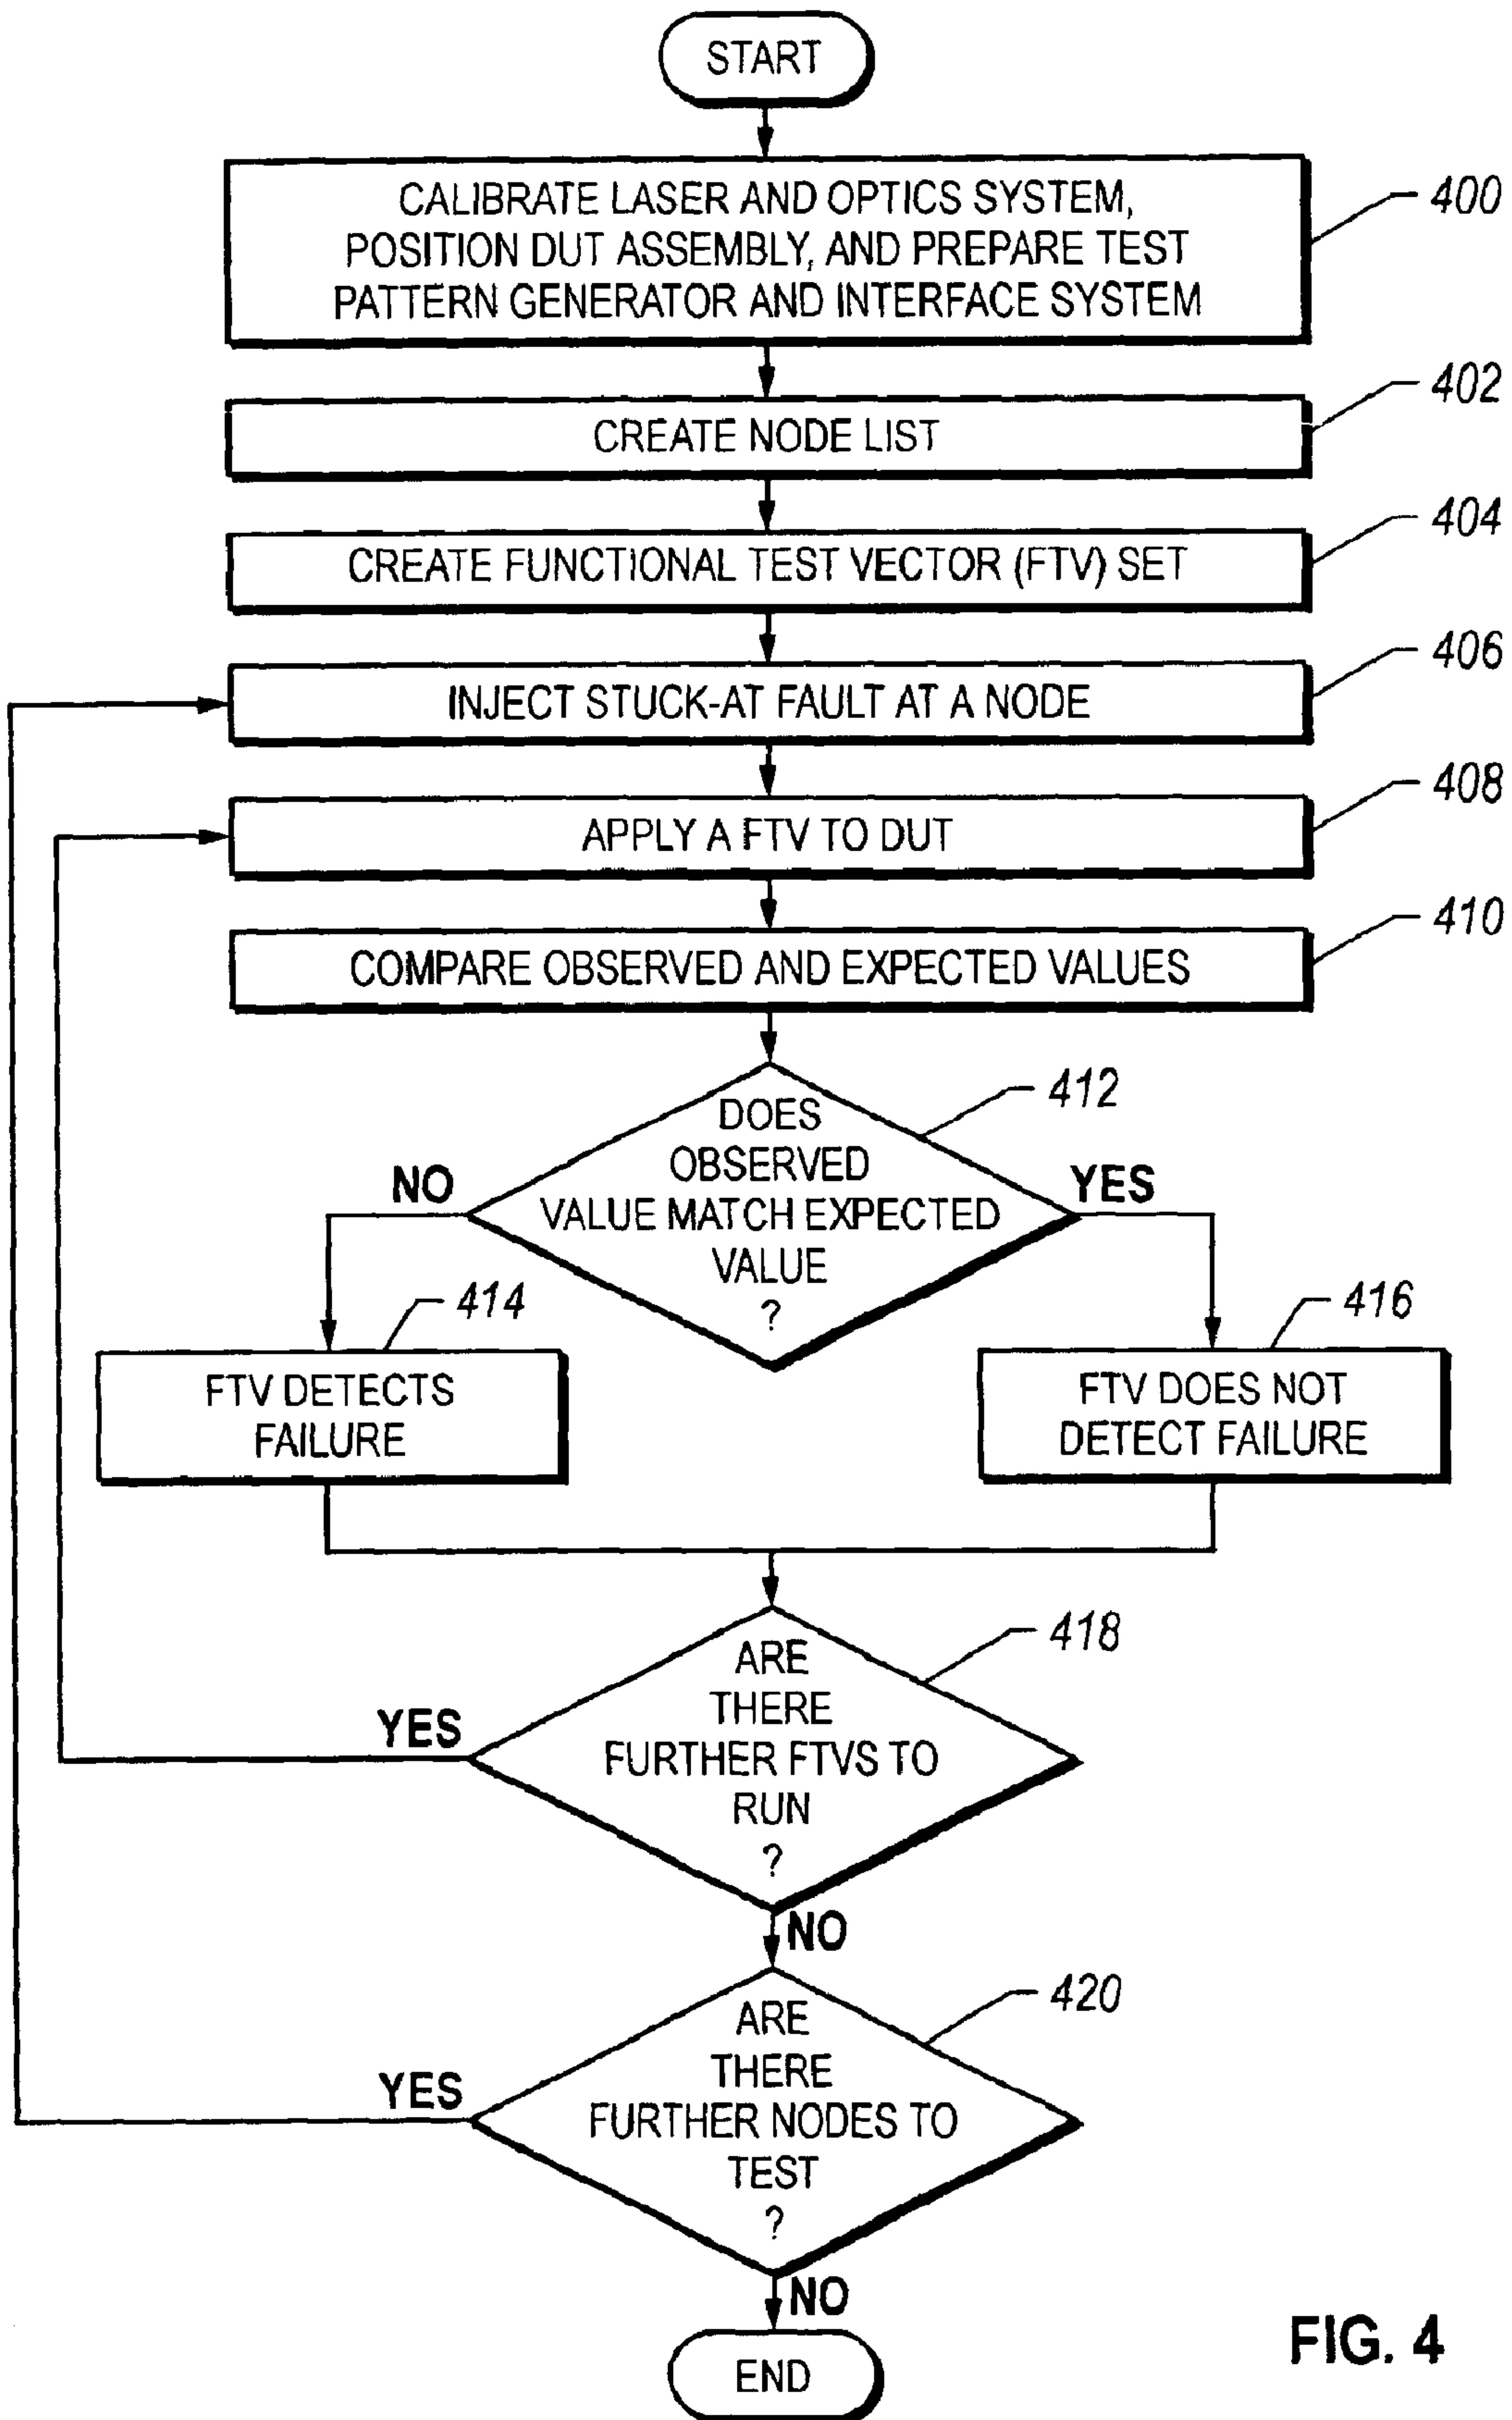 START
CALIBRATE LASER AND OPTICS SYSTEM,
POSITION DUT ASSEMBLY, AND PREPARE TEST
PATTERN GENERATOR AND INTERFACE SYSTEM
400
CREATE NODE LIST
402
CREATE FUNCTIONAL TEST VECTOR (FTV) SET
404
INJECT STUCK-AT FAULT AT A NODE
406
APPLY A FTV TO DUT
408
COMPARE OBSERVED AND EXPECTED VALUES
410
DOES
OBSERVED
VALUE MATCH EXPECTED
VALUE
?
412
NO
YES
FTV DETECTS
FAILURE
414
FTV DOES NOT
DETECT FAILURE
416
ARE
THERE
FURTHER FTVS TO
RUN
?
418
YES
NO
ARE
THERE
FURTHER NODES TO
TEST
?
420
YES
NO
END
FIG. 4